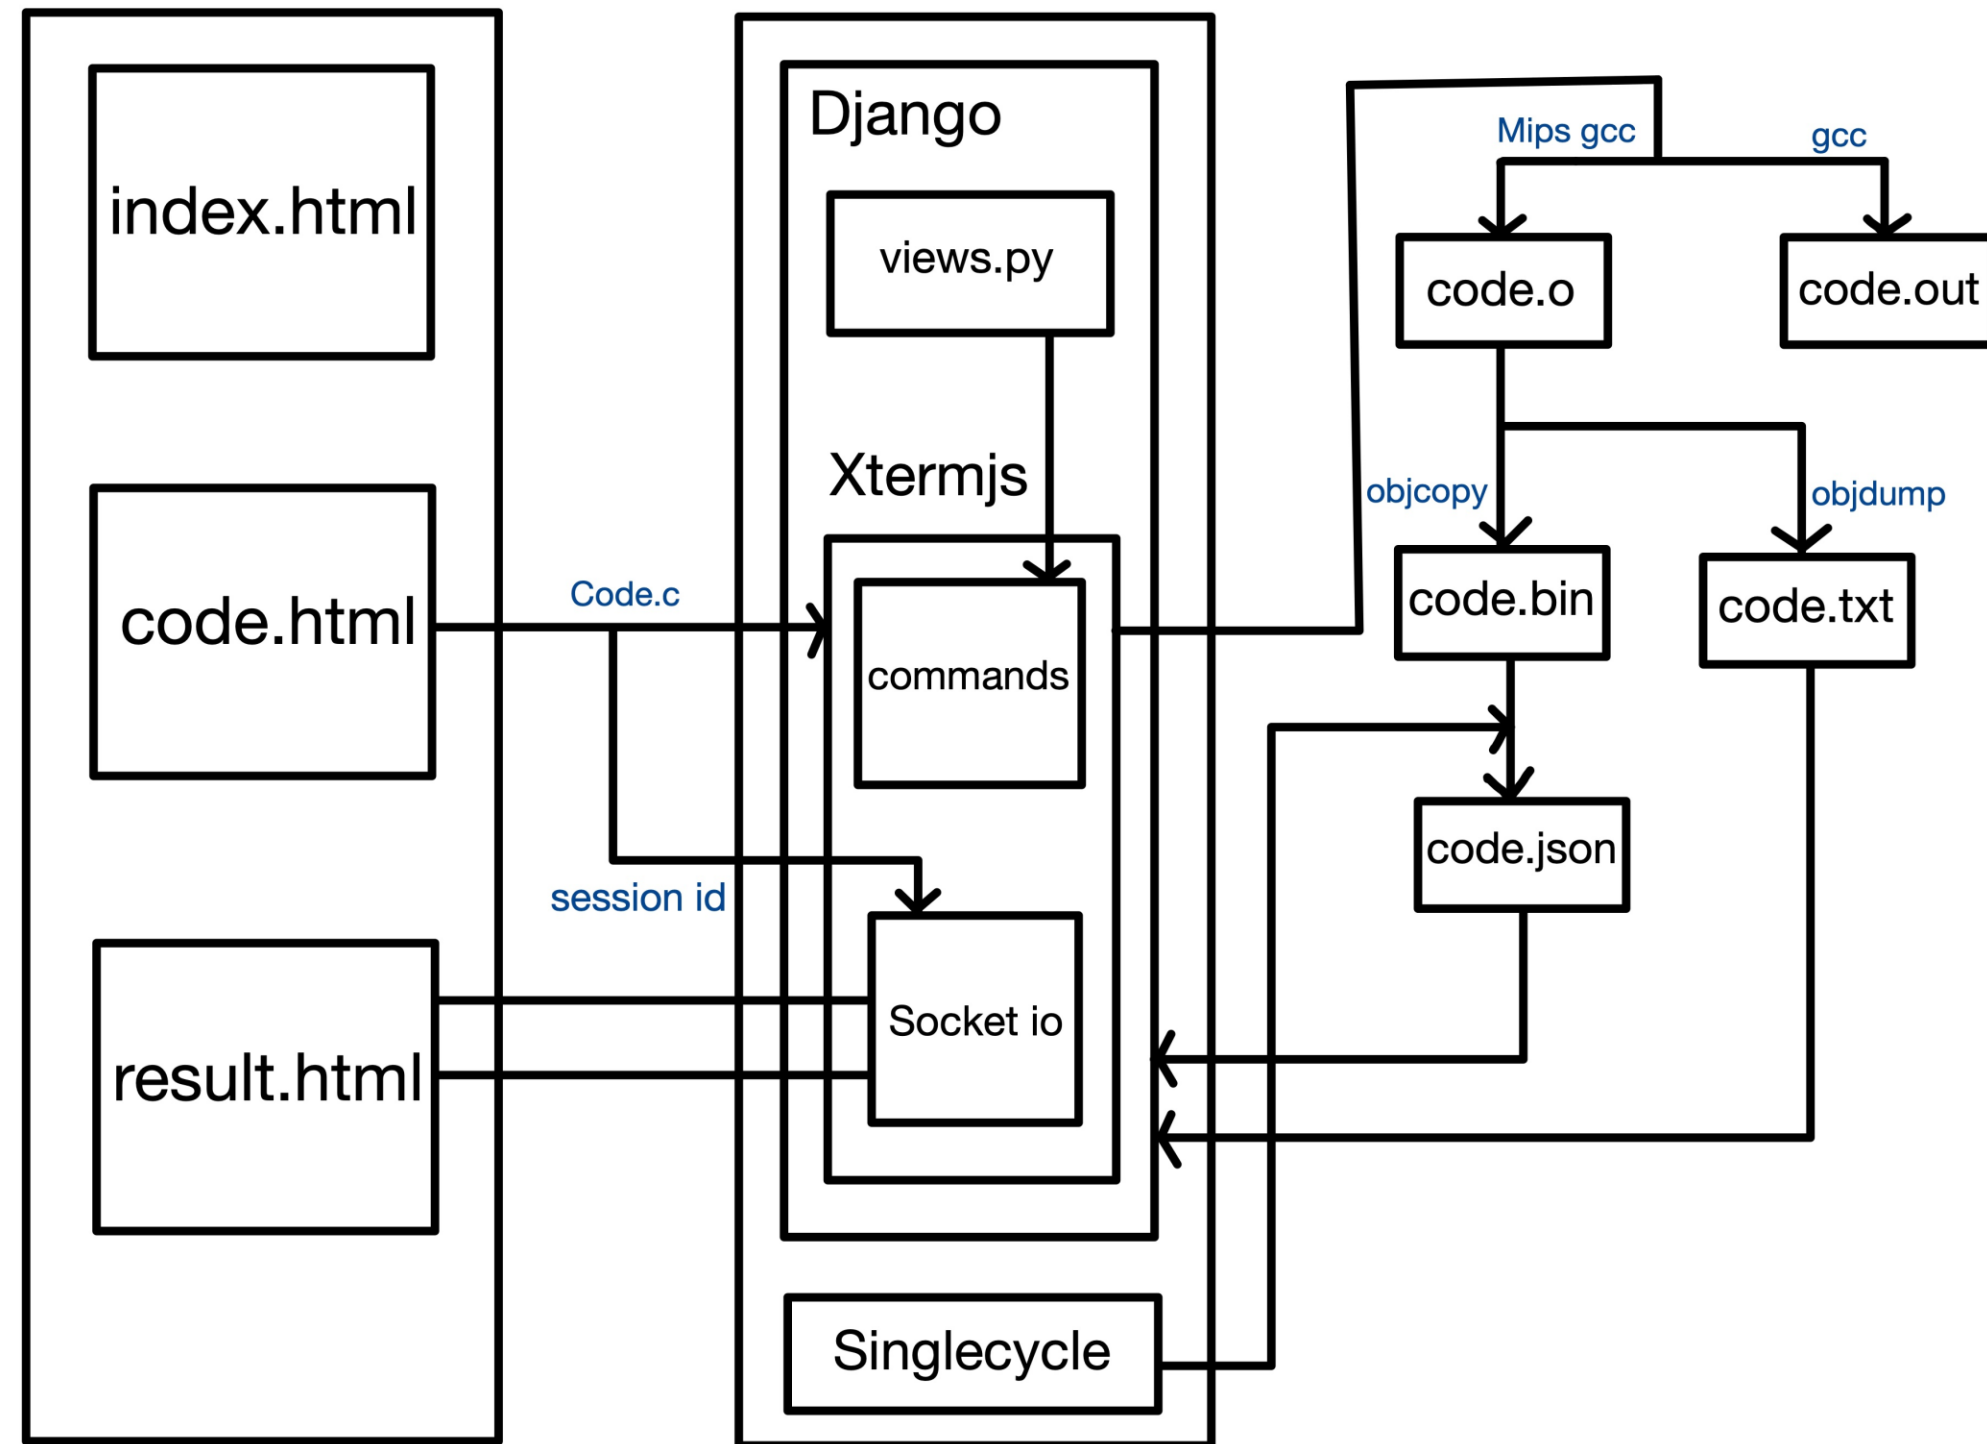 index.html
code.html
result.html
Code.c
session id
Django
views.py
Xtermjs
commands
Socket io
Singlecycle
Mips gcc
gcc
code.o
code.out
objcopy
objdump
code.bin
code.txt
code.json